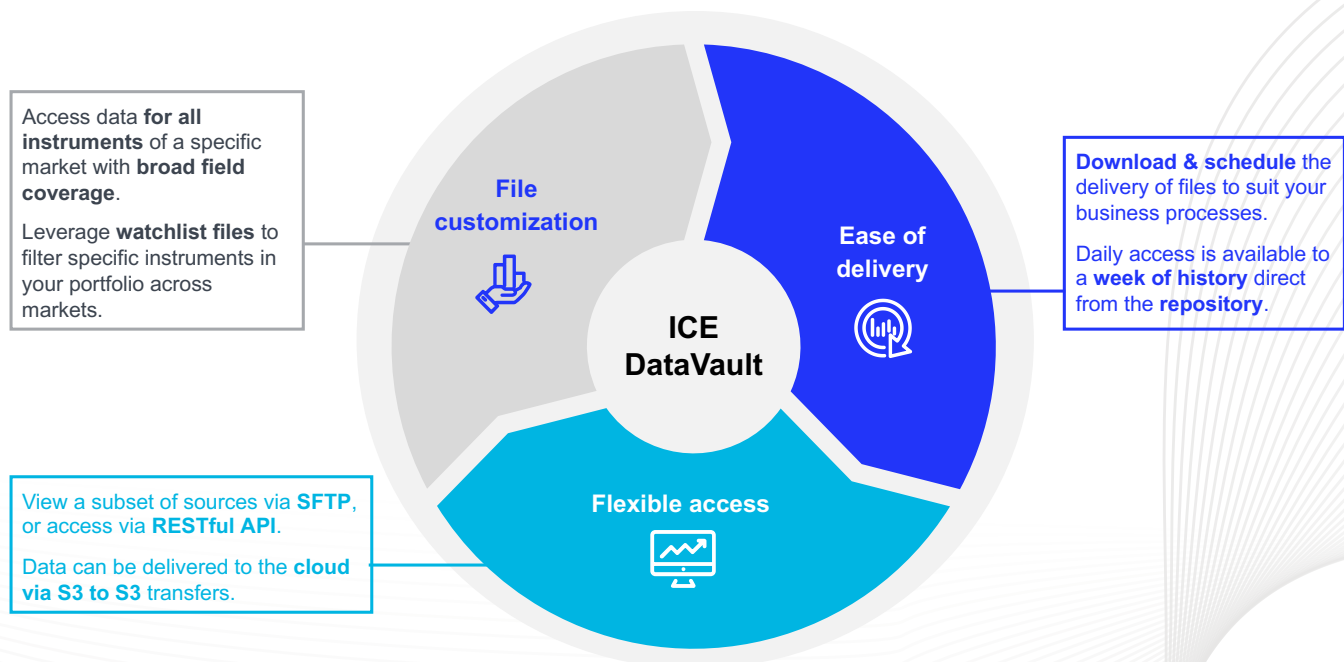 Access data for all
instruments of a specific
market with broad field
coverage.
Leverage watchlist files to
filter specific instruments in
your portfolio across
markets.
File
customization
Ease of
delivery
Download & schedule the
delivery of files to suit your
business processes.
Daily access is available to
a week of history direct
from the repository.
ICE
DataVault
View a subset of sources via SFTP,
or access via RESTful API.
Data can be delivered to the cloud
via S3 to S3 transfers.
Flexible access